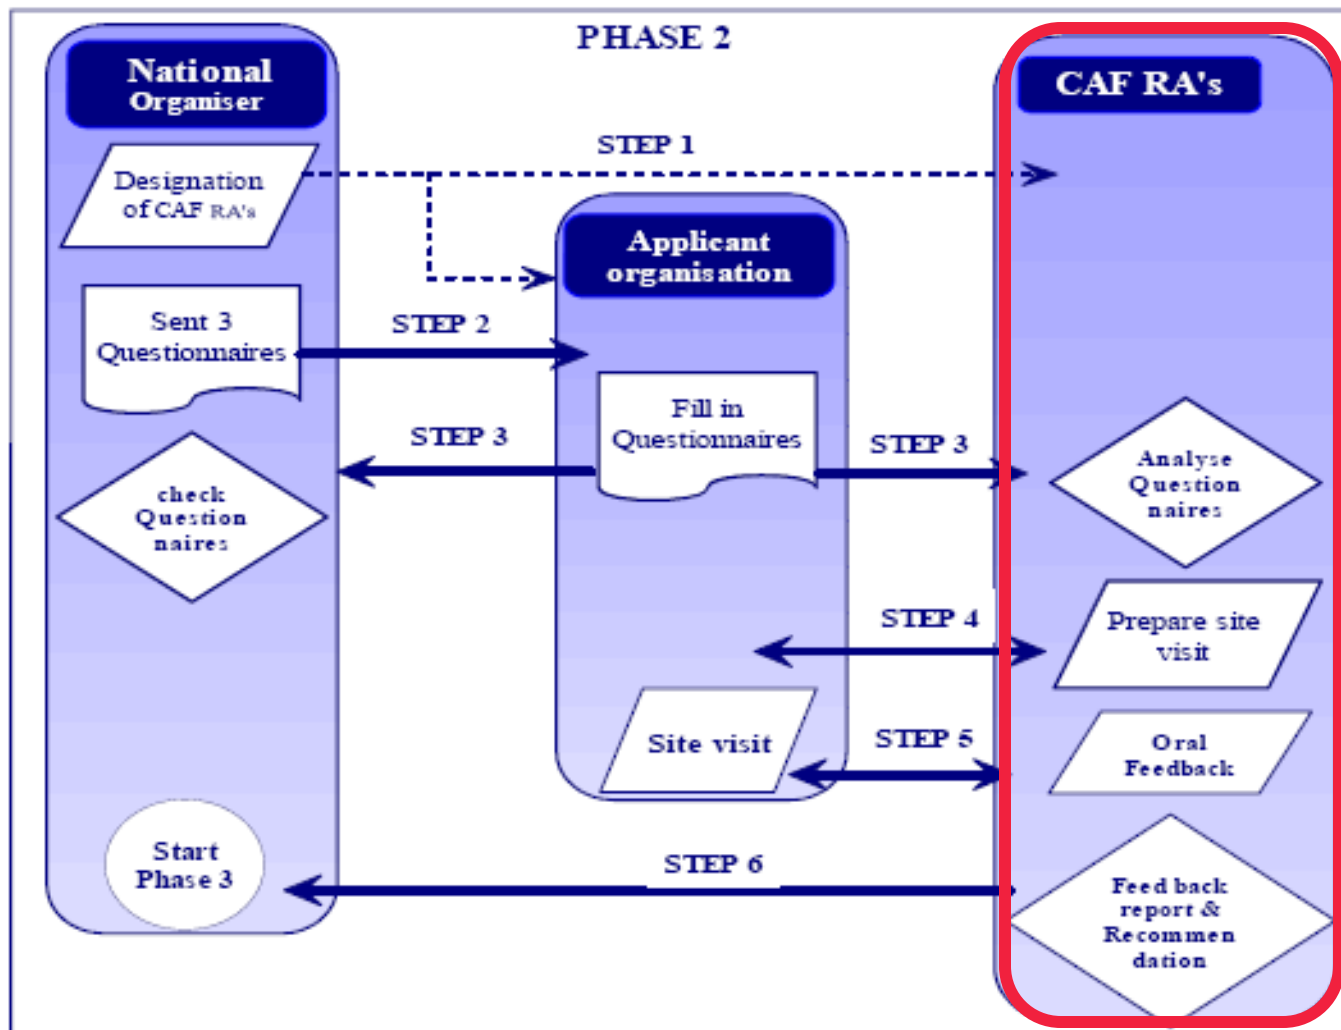 PHASE 2
National
Organiser
CAF RA's
STEP 1
Designation
of CAF RA's
Applicant
organisation
Sent 3
Questionnaires
STEP 2
Fill in
Questionnaires
STEP 3
STEP 3
check
Question
naires
Analyse
Question
naires
STEP 4
Prepare site
visit
Site visit
STEP 5
Oral
Feedback
Start
Phase 3
STEP 6
Feed back
report &
Recommen
dation